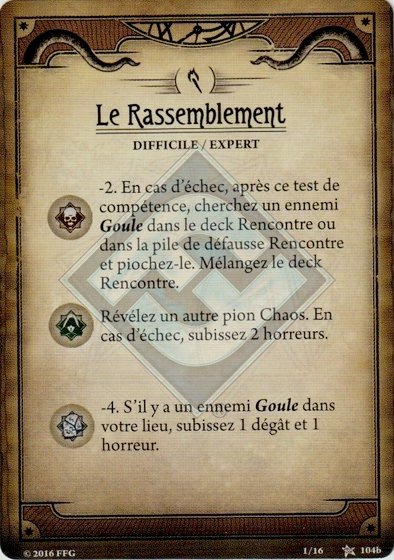 Le Rassemblement
DIFFICILE / EXPERT
-2. En cas d'échec, après ce test de
compétence, cherchez un ennemi
Goule dans le deck Rencontre ou
dans la pile de défausse Rencontre
et piochez-le. Mélangez le deck
Rencontre.
Révélez un autre pion Chaos. En
cas d'échec, subissez 2 horreurs.
-4. S'il y a un ennemi Goule dans
votre lieu, subissez 1 dégât et 1
horreur.
© 2016 FFG 1/16 104b